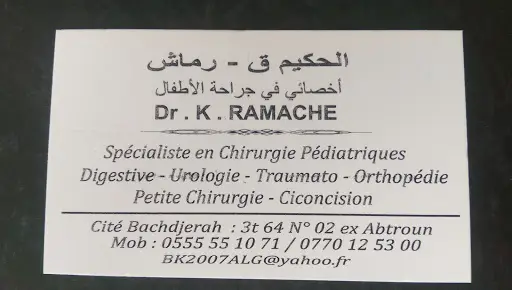 الحكيم ق - رماش
أخصائي في جراحة الأطفال
Dr . K . RAMACHE
Spécialiste en Chirurgie Pédiatriques
Digestive - Urologie - Traumato - Orthopédie
Petite Chirurgie - Ciconcision
Cité Bachdjerah : 3t 64 N° 02 ex Abtroun
Mob : 0555 55 10 71 / 0770 12 53 00
BK2007ALG@yahoo.fr